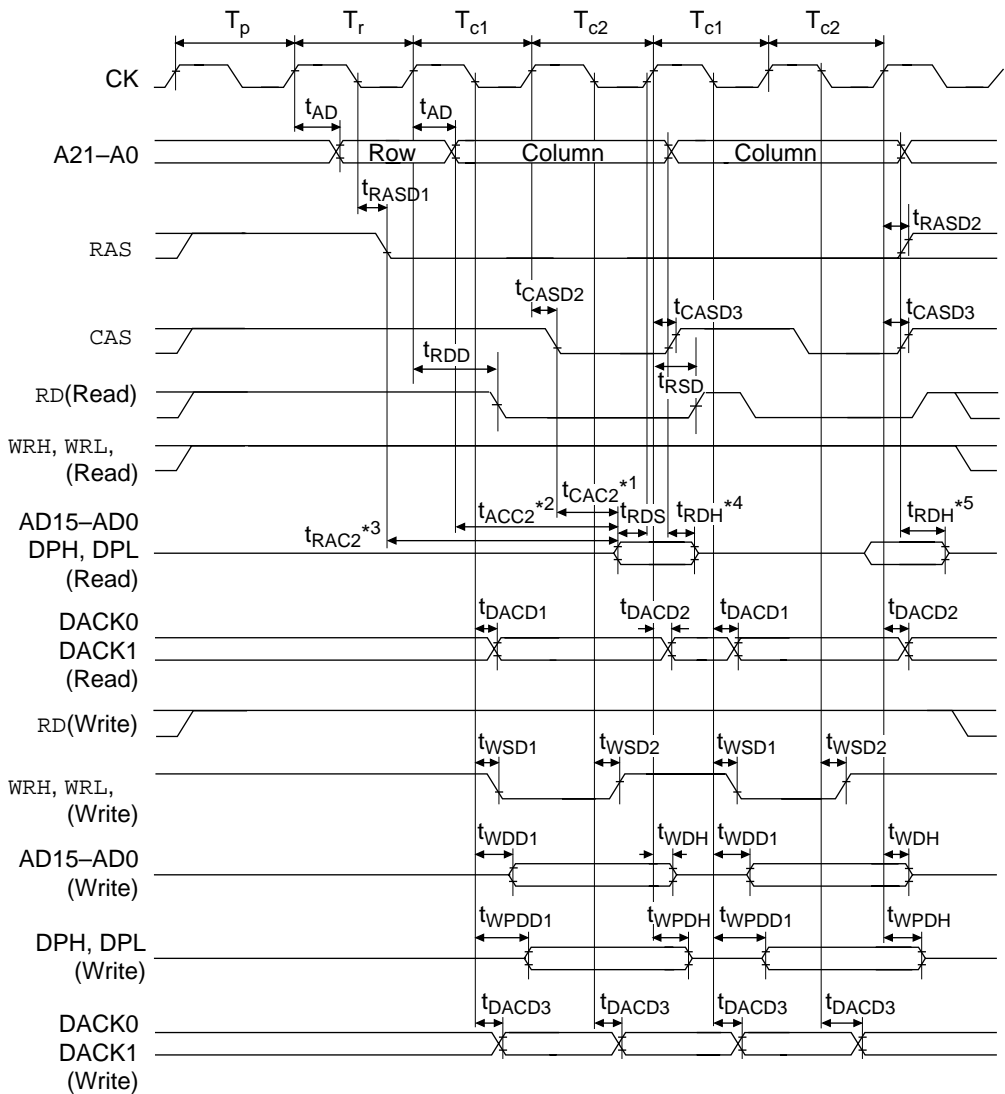 Tp Tr Tc1 Tc2 Tc1 Tc2
CK
tAD tAD
A21–A0 Row Column Column
tRASD1 tRASD2
RAS
tCASD2 tCASD3 tCASD3
CAS
tRDD tRSD
RD(Read)
WRH, WRL,
(Read)
tCAC2*1
tACC2*2 tRDS tRDH*4 tRDH*5
tRAC2*3
AD15–AD0
DPH, DPL
(Read)
tDACD1 tDACD2 tDACD1 tDACD2
DACK0
DACK1
(Read)
RD(Write)
tWSD1 tWSD2 tWSD1 tWSD2
WRH, WRL,
(Write)
tWDD1 tWDH tWDD1 tWDH
AD15–AD0
(Write)
tWPDD1 tWPDH tWPDD1 tWPDH
DPH, DPL
(Write)
tDACD3 tDACD3 tDACD3 tDACD3
DACK0
DACK1
(Write)